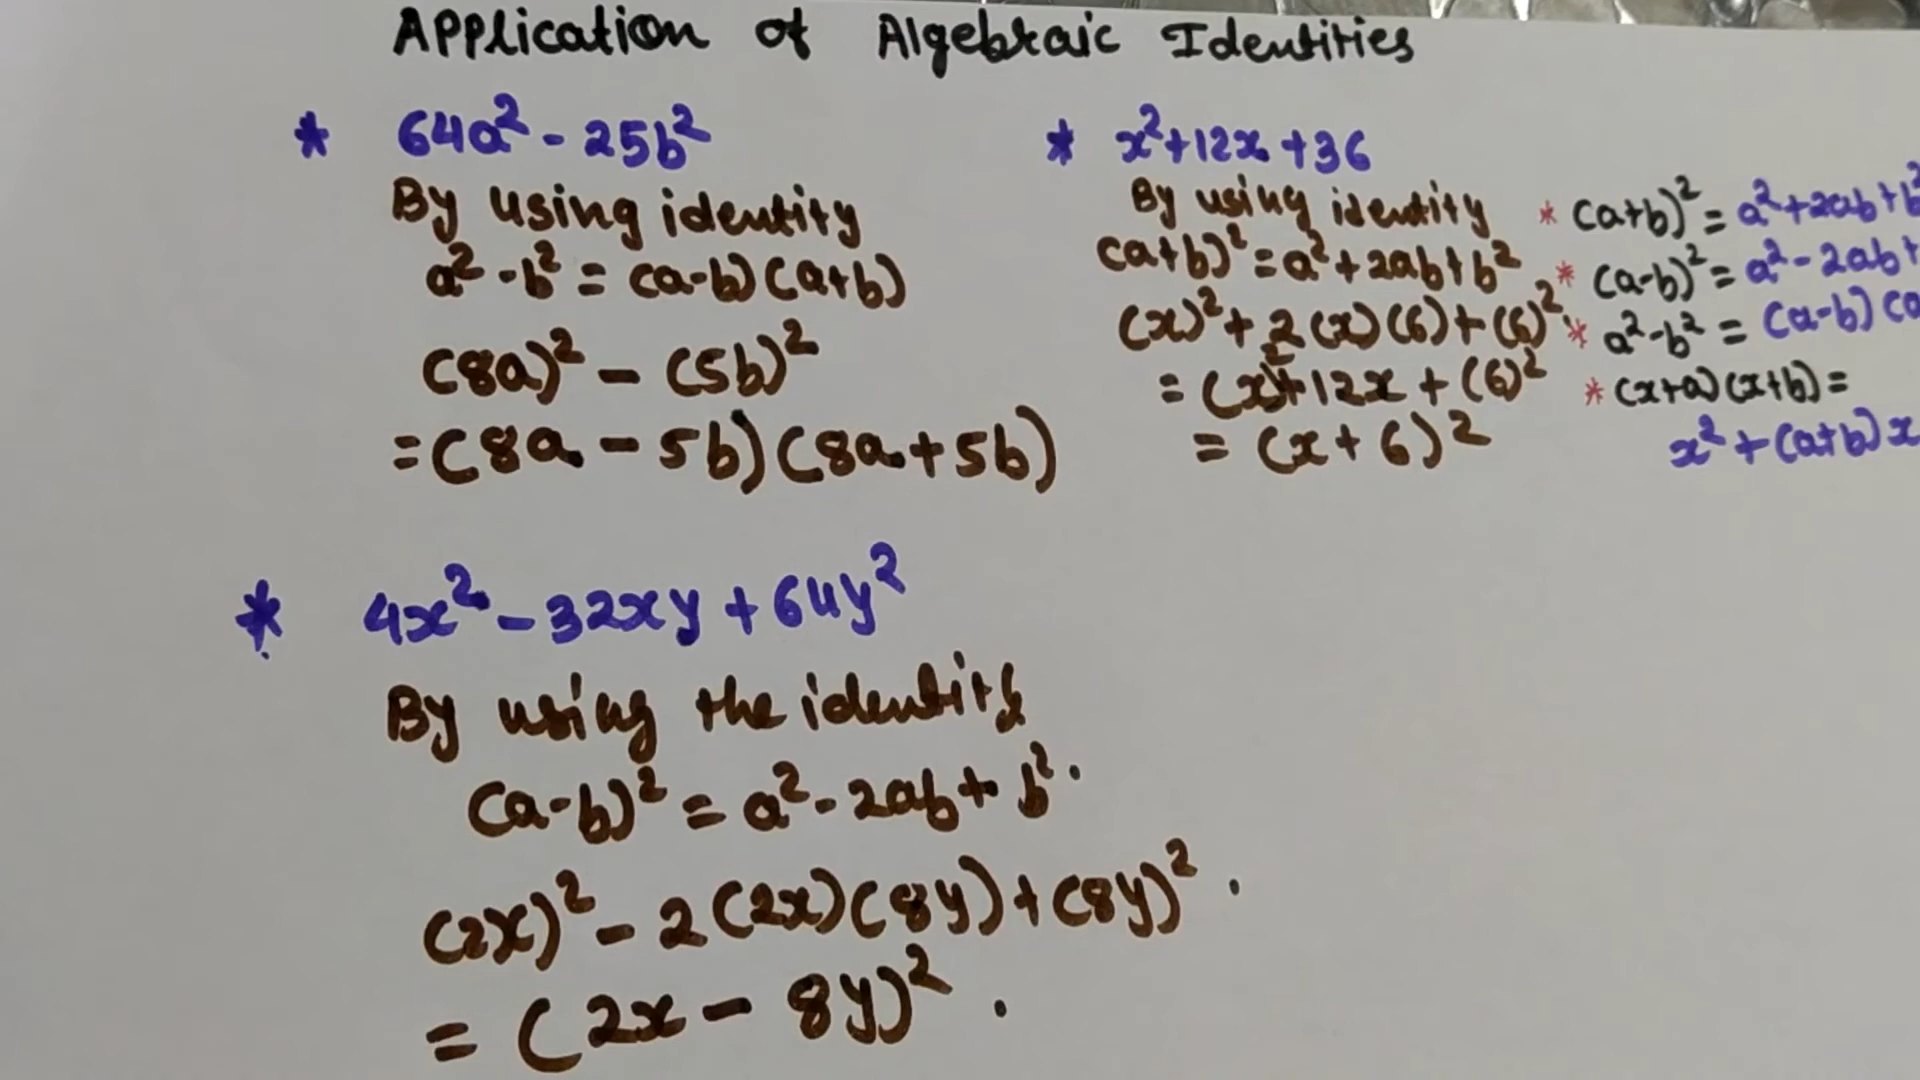 Application of Algebraic Identities
* 64a² - 25b²
By using identity
a² - b² = (a-b)(a+b)
(8a)² - (5b)²
= (8a - 5b)(8a + 5b)
* x² + 12x + 36
By using identity
(a+b)² = a² + 2ab + b²
(x)² + 2(x)(6) + (6)²
= (x)² + 12x + (6)²
= (x + 6)²
* (a+b)² = a² + 2ab + b²
* (a-b)² = a² - 2ab +
* a² - b² = (a-b)(a
* (x+a)(x+b) =
x² + (a+b)x
* 4x² - 32xy + 64y²
By using the identity
(a-b)² = a² - 2ab + b².
(2x)² - 2(2x)(8y) + (8y)².
= (2x - 8y)².